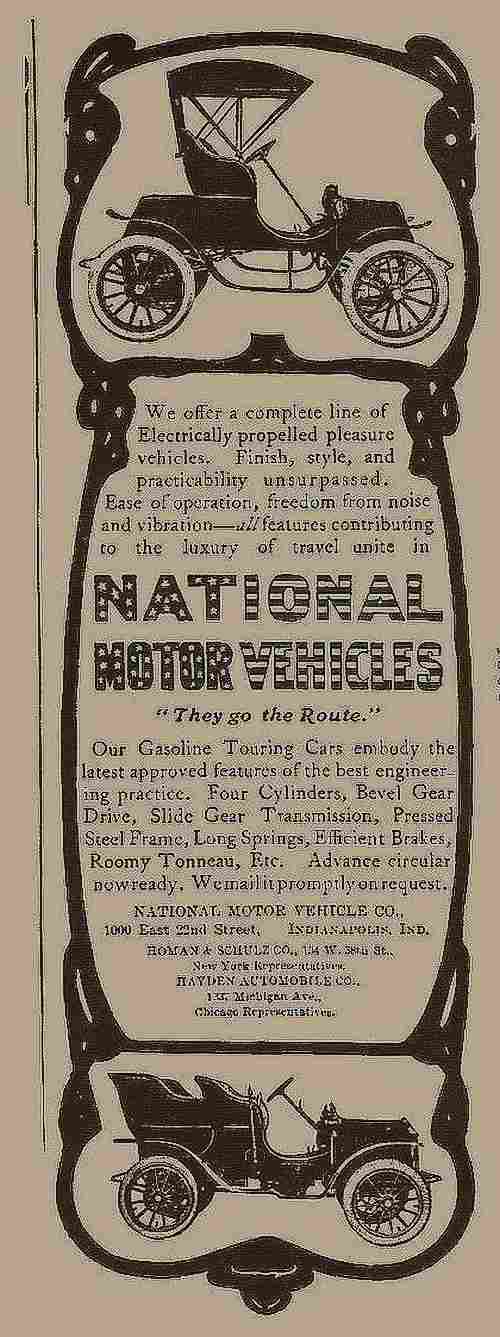 We offer a complete line of
Electrically propelled pleasure
vehicles. Finish, style, and
practicability unsurpassed.
Ease of operation, freedom from noise
and vibration—all features contributing
to the luxury of travel unite in
NATIONAL
MOTOR VEHICLES
"They go the Route."
Our Gasoline Touring Cars embody the
latest approved features of the best engineer-
ing practice. Four Cylinders, Bevel Gear
Drive, Slide Gear Transmission, Pressed
Steel Frame, Long Springs, Efficient Brakes,
Roomy Tonneau, Etc. Advance circular
now ready. We mail it promptly on request.
NATIONAL MOTOR VEHICLE CO.,
1000 East 22nd Street, INDIANAPOLIS, IND.
HOMAN & SCHULZ CO., W. 38th St.,
New York Representatives.
HAYDEN AUTOMOBILE CO.,
Michigan Ave.,
Chicago Representatives.